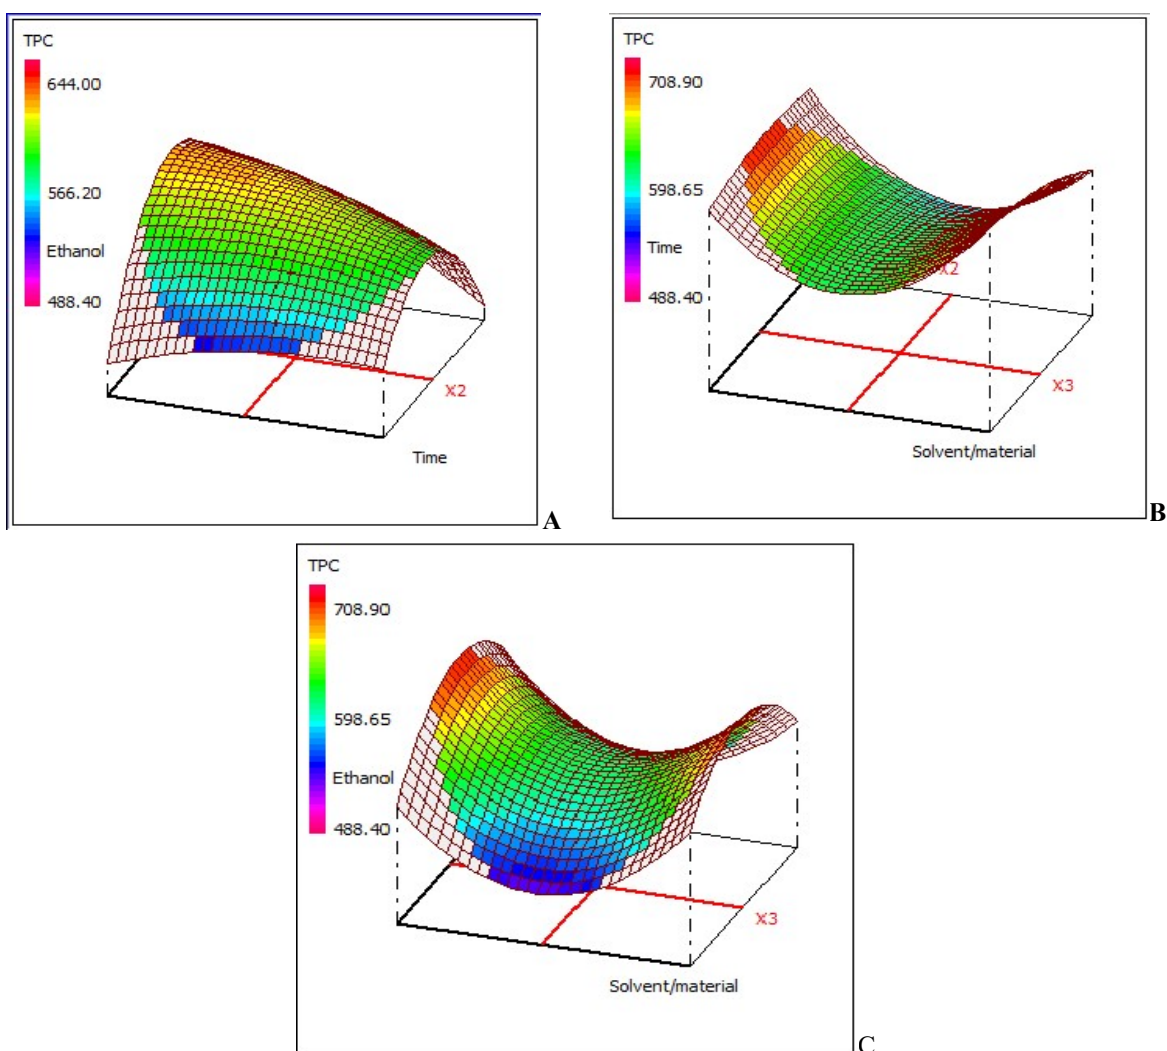 TPC
644.00
566.20
Ethanol
488.40
X2
Time
A
TPC
708.90
598.65
Time
488.40
X2
X3
Solvent/material
B
TPC
708.90
598.65
Ethanol
488.40
X3
Solvent/material
C